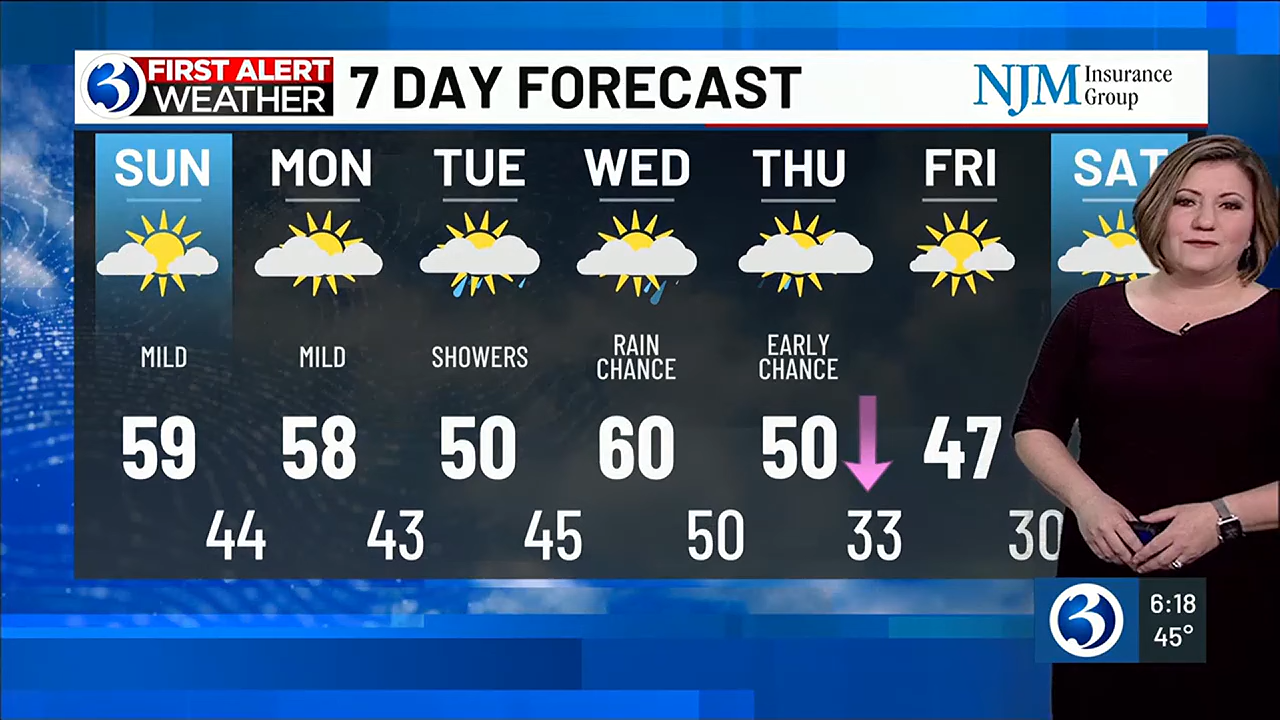 3 FIRST ALERT WEATHER
7 DAY FORECAST
NJM Insurance Group
SUN MON TUE WED THU FRI SAT
MILD MILD SHOWERS RAIN CHANCE EARLY CHANCE
59 58 50 60 50 47
44 43 45 50 33 30
3
6:18
45°